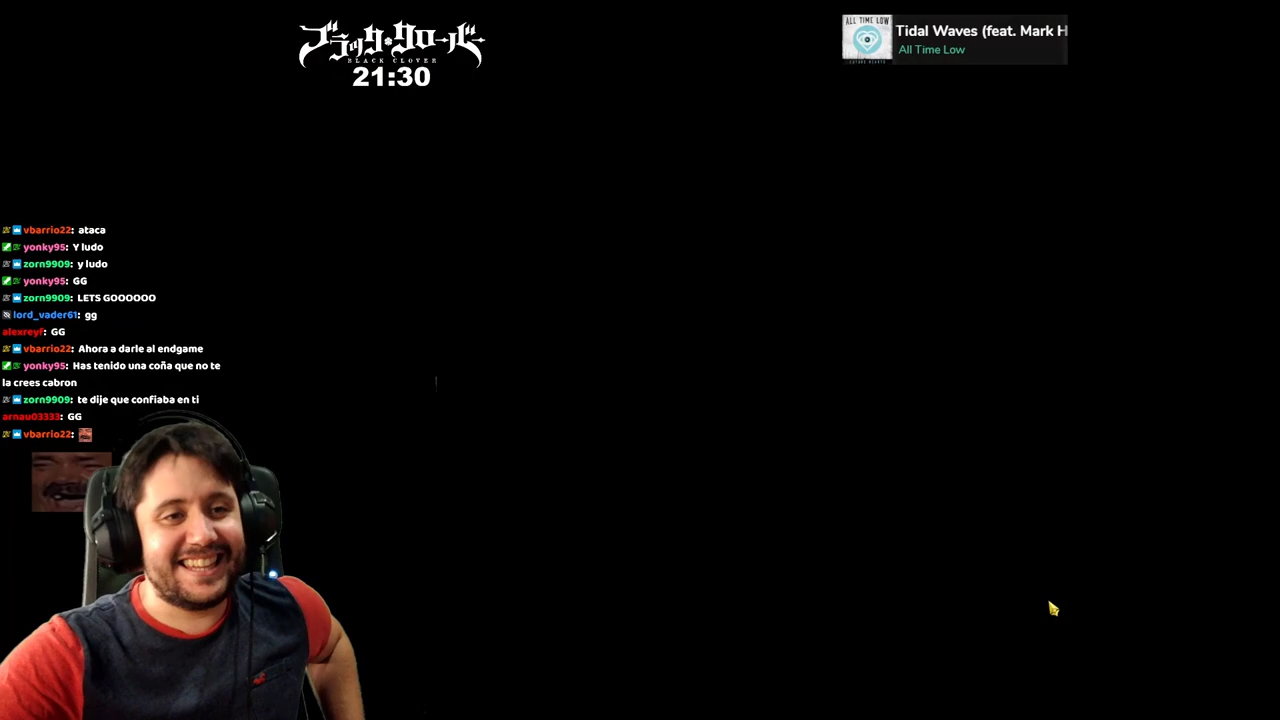 ブラッククローバー
BLACK CLOVER
21:30
ALL TIME LOW
FUTURE HEARTS
Tidal Waves (feat. Mark H
All Time Low
vbarrio22: ataca
yonky95: Y ludo
zorn9909: y ludo
yonky95: GG
zorn9909: LETS GOOOOOO
lord_vader61: gg
alexreyf: GG
vbarrio22: Ahora a darle al endgame
yonky95: Has tenido una coña que no te
la crees cabron
zorn9909: te dije que confiaba en ti
arnau03333: GG
vbarrio22: